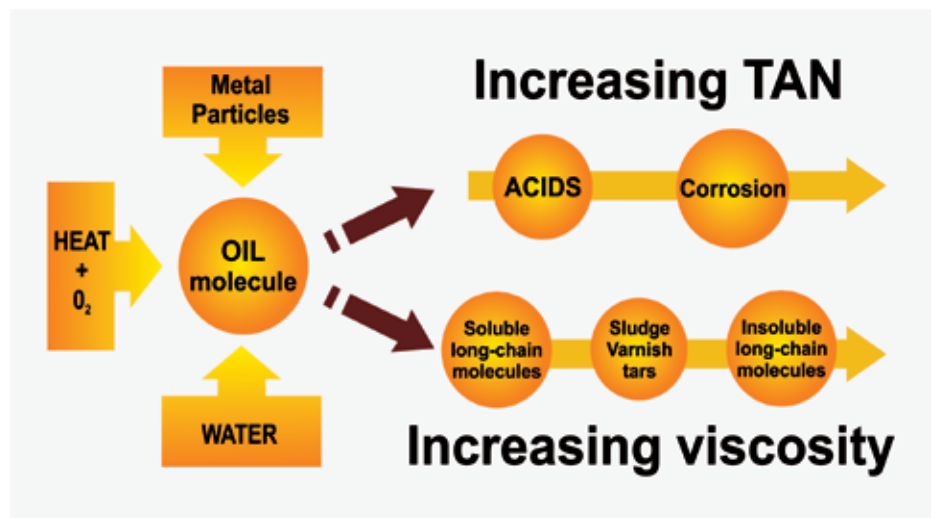 Metal
Particles
HEAT
+
0₂
OIL
molecule
WATER
Increasing TAN
ACIDS
Corrosion
Soluble
long-chain
molecules
Sludge
Varnish
tars
Insoluble
long-chain
molecules
Increasing viscosity